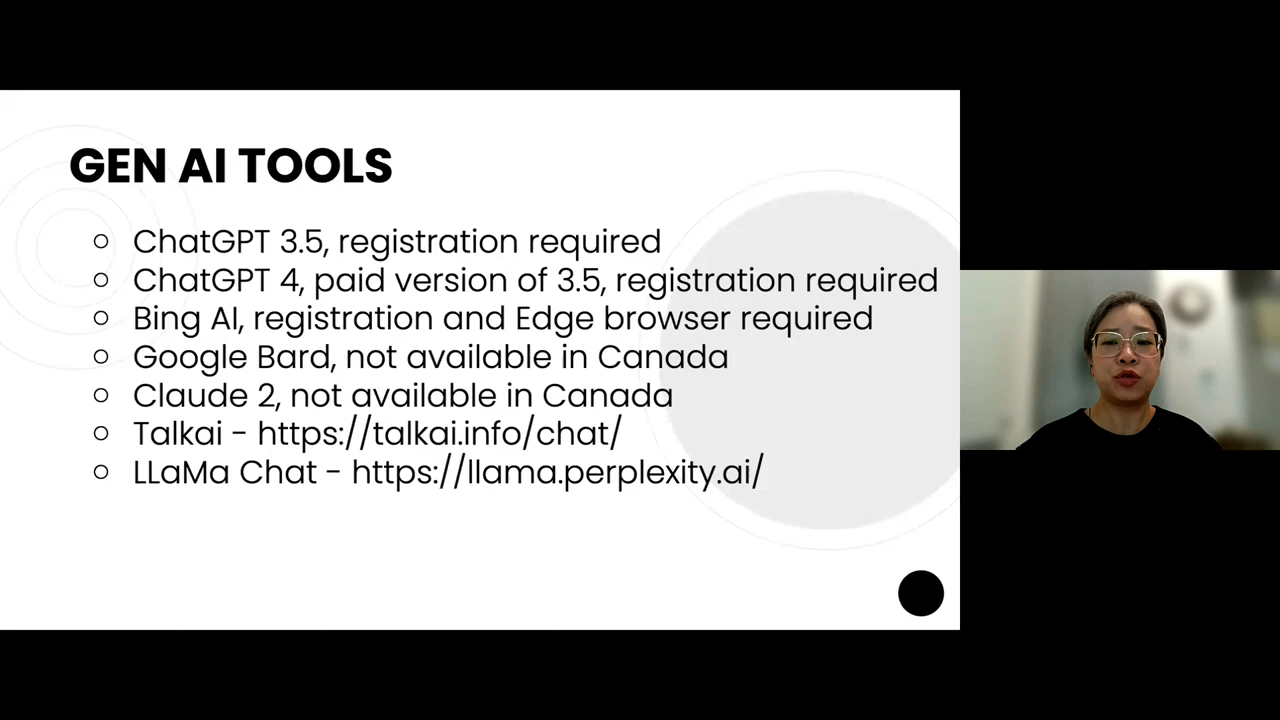 GEN AI TOOLS
ChatGPT 3.5, registration required
ChatGPT 4, paid version of 3.5, registration required
Bing AI, registration and Edge browser required
Google Bard, not available in Canada
Claude 2, not available in Canada
Talkai - https://talkai.info/chat/
LLaMa Chat - https://llama.perplexity.ai/